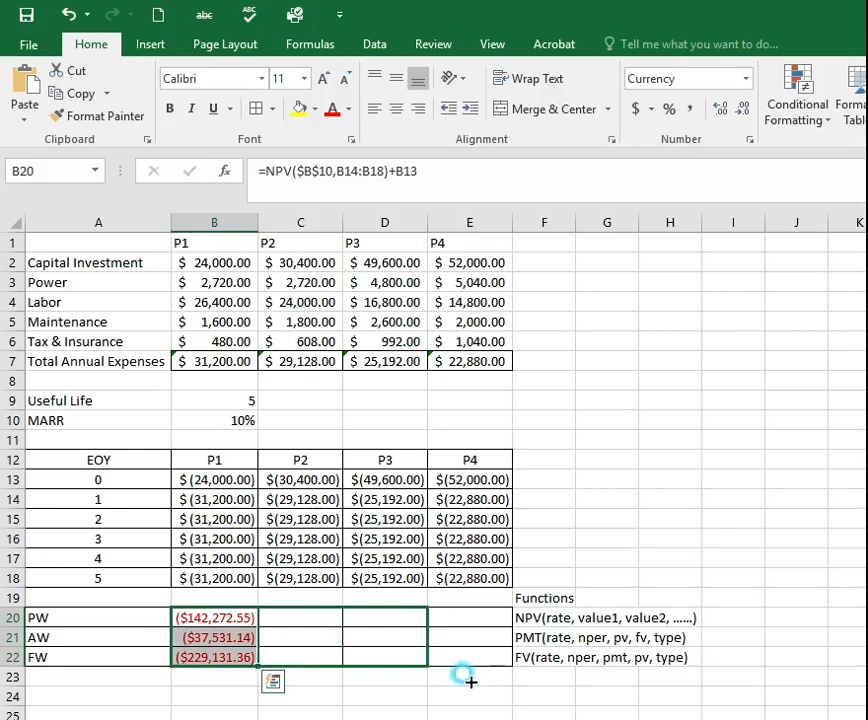 abc ABC
File Home Insert Page Layout Formulas Data Review View Acrobat Tell me what you want to do...
Paste Cut Copy Format Painter Calibri 11 A A B I U A Wrap Text Merge & Center Currency $ % , Conditional Formatting
Clipboard Font Alignment Number
B20 fx =NPV($B$10,B14:B18)+B13
A B C D E F G H I J K
1 P1 P2 P3 P4
2 Capital Investment $ 24,000.00 $ 30,400.00 $ 49,600.00 $ 52,000.00
3 Power $ 2,720.00 $ 2,720.00 $ 4,800.00 $ 5,040.00
4 Labor $ 26,400.00 $ 24,000.00 $ 16,800.00 $ 14,800.00
5 Maintenance $ 1,600.00 $ 1,800.00 $ 2,600.00 $ 2,000.00
6 Tax & Insurance $ 480.00 $ 608.00 $ 992.00 $ 1,040.00
7 Total Annual Expenses $ 31,200.00 $ 29,128.00 $ 25,192.00 $ 22,880.00
8
9 Useful Life 5
10 MARR 10%
11
12 EOY P1 P2 P3 P4
13 0 $(24,000.00) $(30,400.00) $(49,600.00) $(52,000.00)
14 1 $(31,200.00) $(29,128.00) $(25,192.00) $(22,880.00)
15 2 $(31,200.00) $(29,128.00) $(25,192.00) $(22,880.00)
16 3 $(31,200.00) $(29,128.00) $(25,192.00) $(22,880.00)
17 4 $(31,200.00) $(29,128.00) $(25,192.00) $(22,880.00)
18 5 $(31,200.00) $(29,128.00) $(25,192.00) $(22,880.00)
19 Functions
20 PW ($142,272.55) NPV(rate, value1, value2, ......)
21 AW ($37,531.14) PMT(rate, nper, pv, fv, type)
22 FW ($229,131.36) FV(rate, nper, pmt, pv, type)
23
24
25